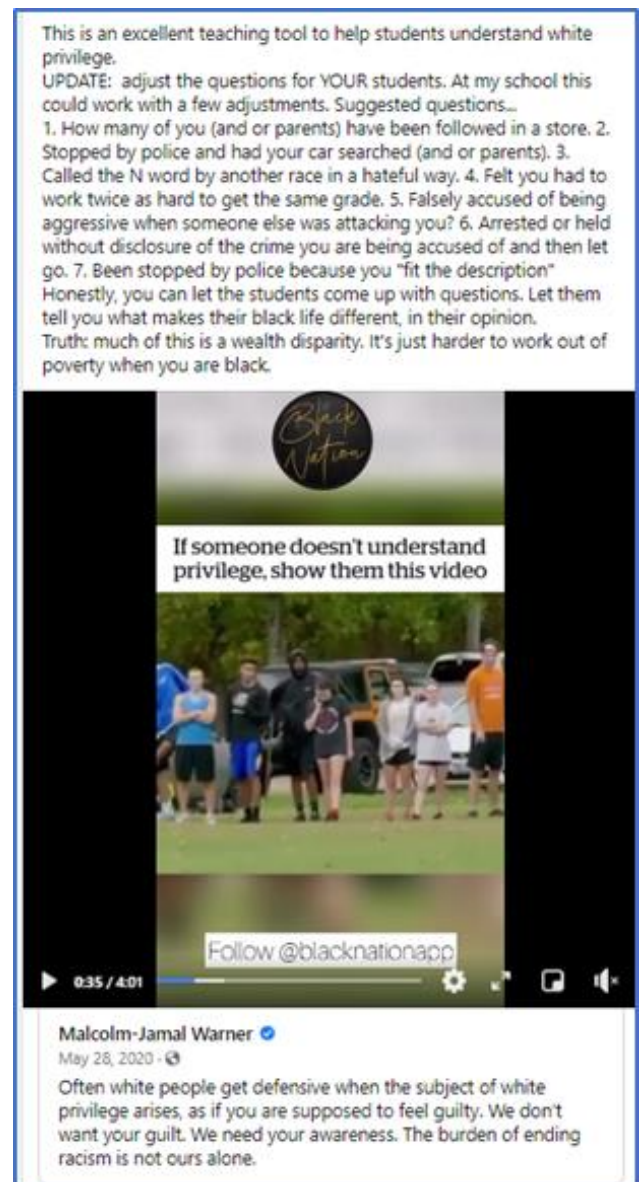 This is an excellent teaching tool to help students understand white
privilege.
UPDATE:  adjust the questions for YOUR students. At my school this
could work with a few adjustments. Suggested questions...
1. How many of you (and or parents) have been followed in a store. 2.
Stopped by police and had your car searched (and or parents). 3.
Called the N word by another race in a hateful way. 4. Felt you had to
work twice as hard to get the same grade. 5. Falsely accused of being
aggressive when someone else was attacking you? 6. Arrested or held
without disclosure of the crime you are being accused of and then let
go. 7. Been stopped by police because you "fit the description"
Honestly, you can let the students come up with questions. Let them
tell you what makes their black life different, in their opinion.
Truth: much of this is a wealth disparity. It's just harder to work out of
poverty when you are black.
Black
Nation
If someone doesn't understand
privilege, show them this video
Follow @blacknationapp
0:35 / 4:01
Malcolm-Jamal Warner
May 28, 2020 ·
Often white people get defensive when the subject of white
privilege arises, as if you are supposed to feel guilty. We don't
want your guilt. We need your awareness. The burden of ending
racism is not ours alone.